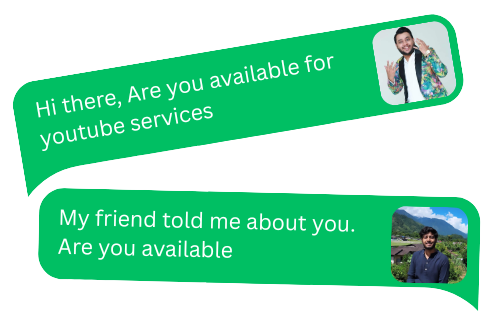 Hi there, Are you available for
youtube services
My friend told me about you.
Are you available